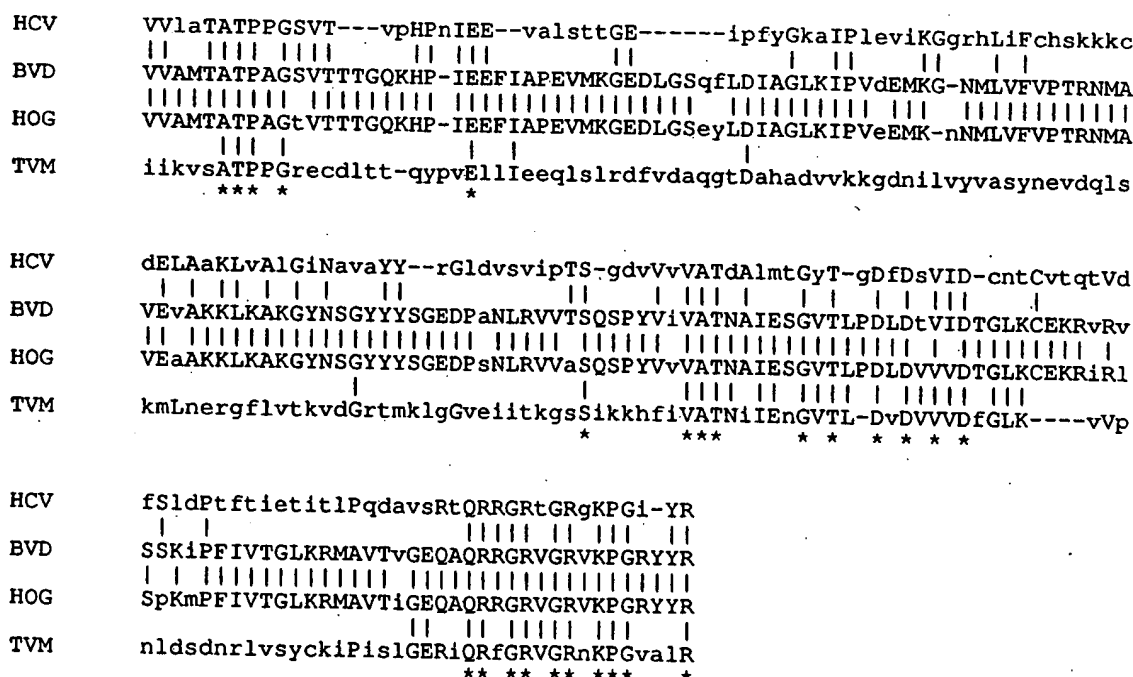 HCV VVlaTATPPGSVT---vpHPnIEE--valsttGE------ipfyGkaIPleviKGgrhLiFchskkkc
BVD VVAMTATPAGSVTTTGQKHP-IEEFIAPEVMKGEDLGSqfLDIAGLKIPVdEMKG-NMLVFVPTRNMA
HOG VVAMTATPAGtVTTTGQKHP-IEEFIAPEVMKGEDLGSeyLDIAGLKIPVeEMK-nNMLVFVPTRNMA
TVM iikvsATPPGrecdltt-qypvEllIeeqlslrdfvdaqgtDahadvvkkgdnilvyvasynevdqls
*** * *
HCV dELAaKLvAlGiNavaYY--rGldvsvipTS-gdvVvVATdAlmtGyT-gDfDsVID-cntCvtqtVd
BVD VEvAKKLKAKGYNSGYYYSGEDPaNLRVVTSQSPYViVATNAIESGVTLPDLDtVIDTGLKCEKRvRv
HOG VEaAKKLKAKGYNSGYYYSGEDPsNLRVVaSQSPYVvVATNAIESGVTLPDLDVVVDTGLKCEKRiRl
TVM kmLnergflvtkvdGrtmklgGveiitkgsSikkhfiVATNiIEnGVTL-DvDVVVDfGLK----vVp
* *** * * * * * *
HCV fSldPtftietitlPqdavsRtQRRGRtGRgKPGi-YR
BVD SSKiPFIVTGLKRMAVTvGEQAQRRGRVGRVKPGRYYR
HOG SpKmPFIVTGLKRMAVTiGEQAQRRGRVGRVKPGRYYR
TVM nldsdnrlvsyckiPislGERiQRfGRVGRnKPGvalR
** ** ** *** *